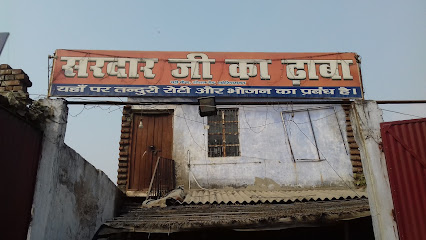 सरदार जी का ढ़ाबा
यहाँ पर तन्दुरी रोटी और भोजन का प्रबंध है।